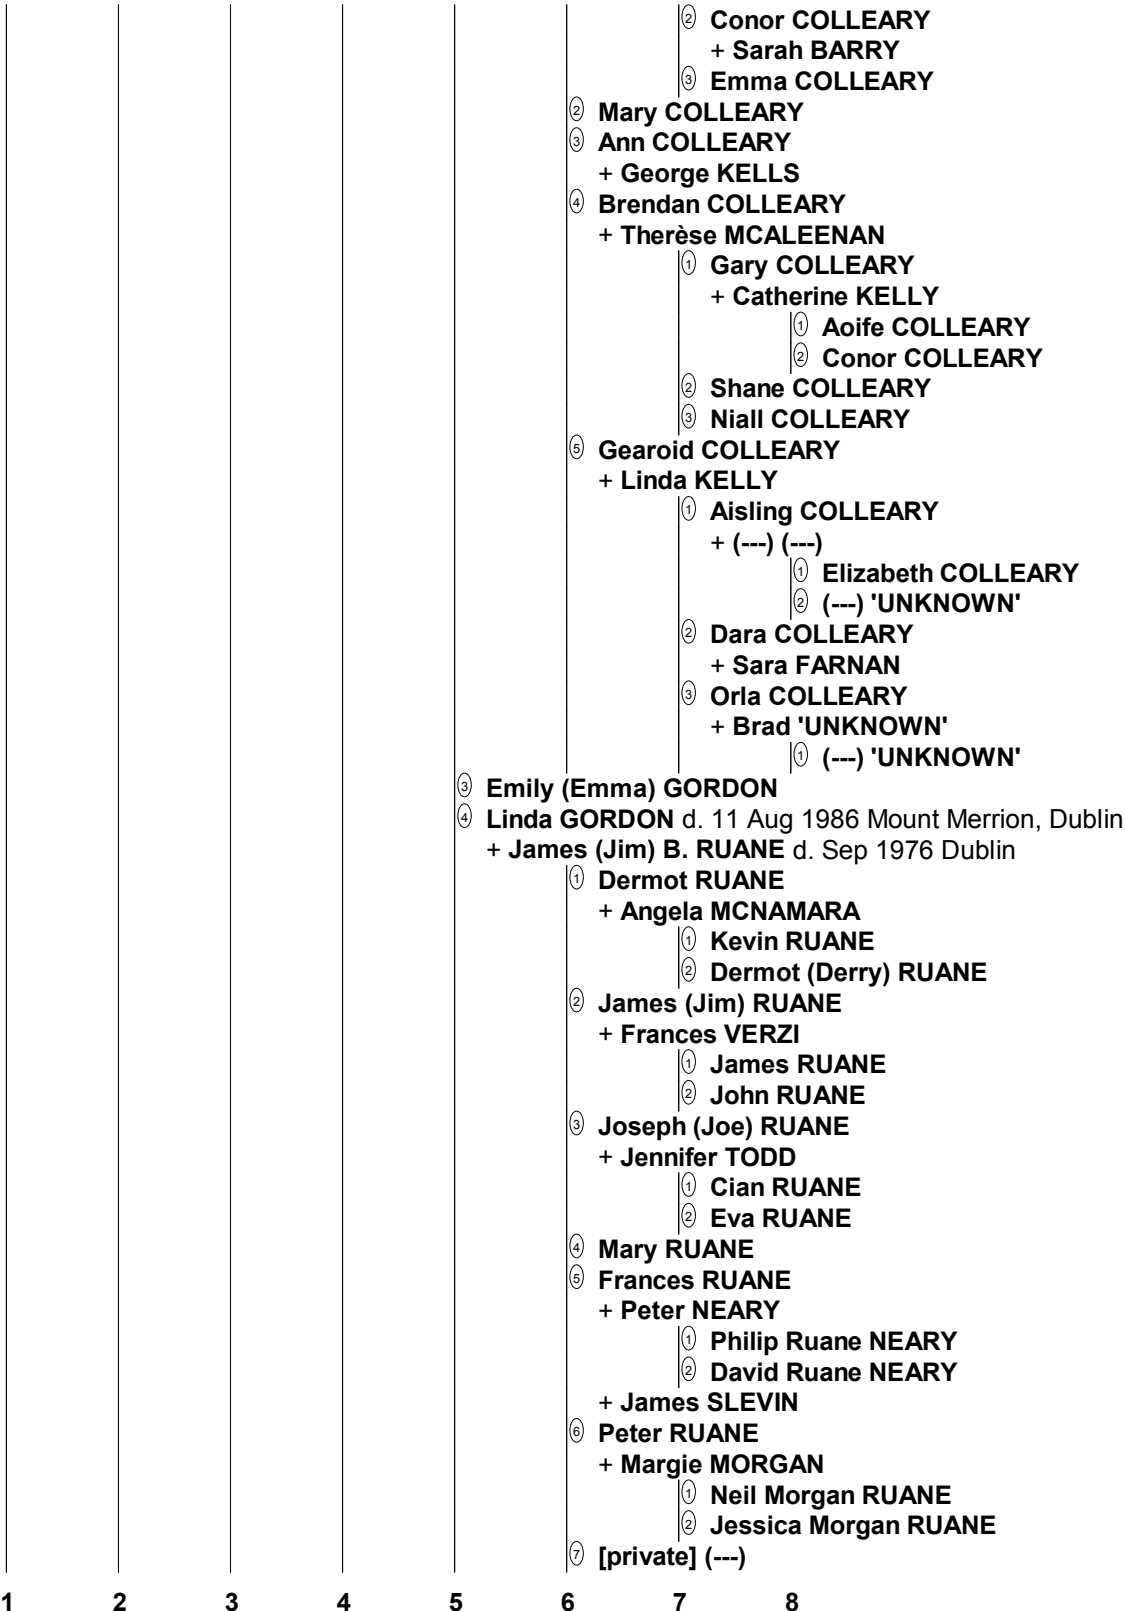 ② Conor COLLEARY
+ Sarah BARRY
③ Emma COLLEARY
② Mary COLLEARY
③ Ann COLLEARY
+ George KELLS
④ Brendan COLLEARY
+ Therèse MCALEENAN
① Gary COLLEARY
+ Catherine KELLY
① Aoife COLLEARY
② Conor COLLEARY
② Shane COLLEARY
③ Niall COLLEARY
⑤ Gearoid COLLEARY
+ Linda KELLY
① Aisling COLLEARY
+ (---) (---)
① Elizabeth COLLEARY
② (---) 'UNKNOWN'
② Dara COLLEARY
+ Sara FARNAN
③ Orla COLLEARY
+ Brad 'UNKNOWN'
① (---) 'UNKNOWN'
③ Emily (Emma) GORDON
④ Linda GORDON d. 11 Aug 1986 Mount Merrion, Dublin
+ James (Jim) B. RUANE d. Sep 1976 Dublin
① Dermot RUANE
+ Angela MCNAMARA
① Kevin RUANE
② Dermot (Derry) RUANE
② James (Jim) RUANE
+ Frances VERZI
① James RUANE
② John RUANE
③ Joseph (Joe) RUANE
+ Jennifer TODD
① Cian RUANE
② Eva RUANE
④ Mary RUANE
⑤ Frances RUANE
+ Peter NEARY
① Philip Ruane NEARY
② David Ruane NEARY
+ James SLEVIN
⑥ Peter RUANE
+ Margie MORGAN
① Neil Morgan RUANE
② Jessica Morgan RUANE
⑦ [private] (---)
1 2 3 4 5 6 7 8